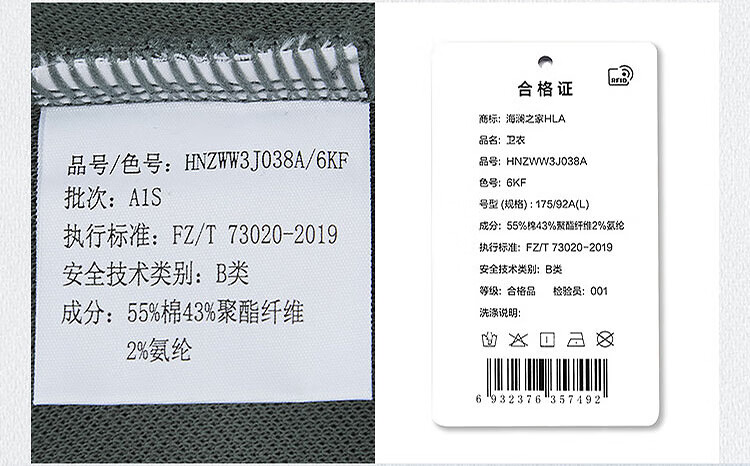 品号/色号：HNZWW3J038A/6KF
批次：A1S
执行标准：FZ/T 73020-2019
安全技术类别：B类
成分：55%棉43%聚酯纤维
2%氨纶
合格证
RFID
商标：海澜之家HLA
品名：卫衣
品号：HNZWW3J038A
色号：6KF
号型 (规格)：175/92A(L)
成分：55%棉43%聚酯纤维2%氨纶
执行标准：FZ/T 73020-2019
安全技术类别：B类
等级：合格品 检验员：001
洗涤说明：
6 932376 357492